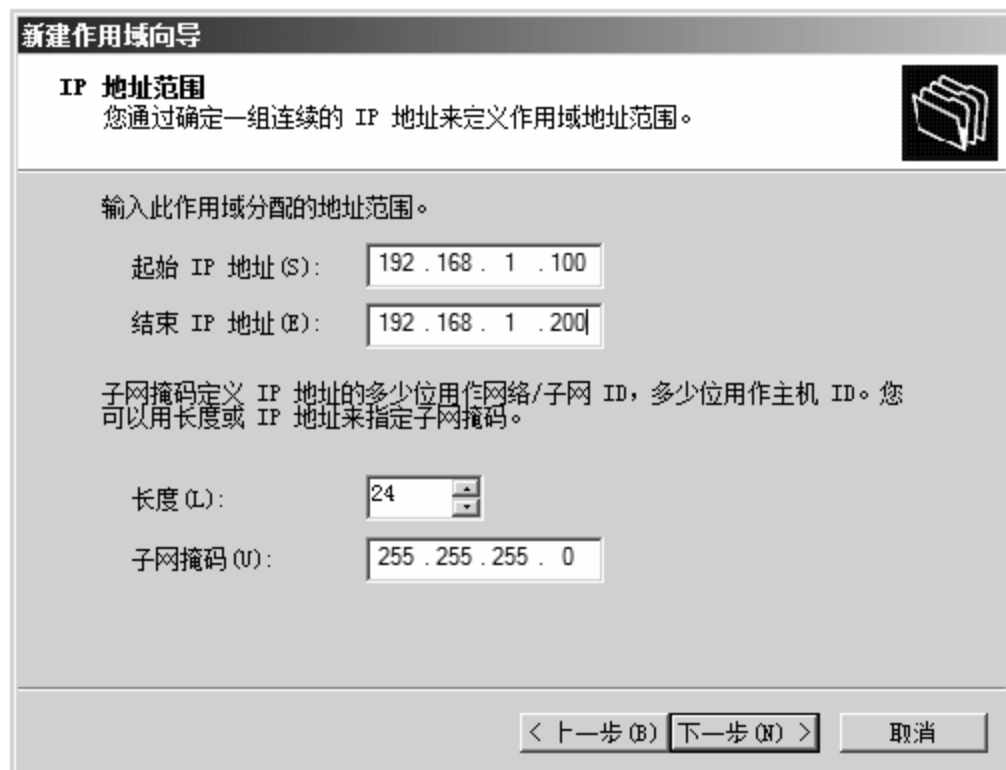 新建作用域向导
IP 地址范围
您通过确定一组连续的 IP 地址来定义作用域地址范围。
输入此作用域分配的地址范围。
起始 IP 地址(S): 192 . 168 . 1 . 100
结束 IP 地址(E): 192 . 168 . 1 . 200
子网掩码定义 IP 地址的多少位用作网络/子网 ID，多少位用作主机 ID。您
可以用长度或 IP 地址来指定子网掩码。
长度(L): 24
子网掩码(U): 255 . 255 . 255 . 0
< 上一步(B) 下一步(N) > 取消